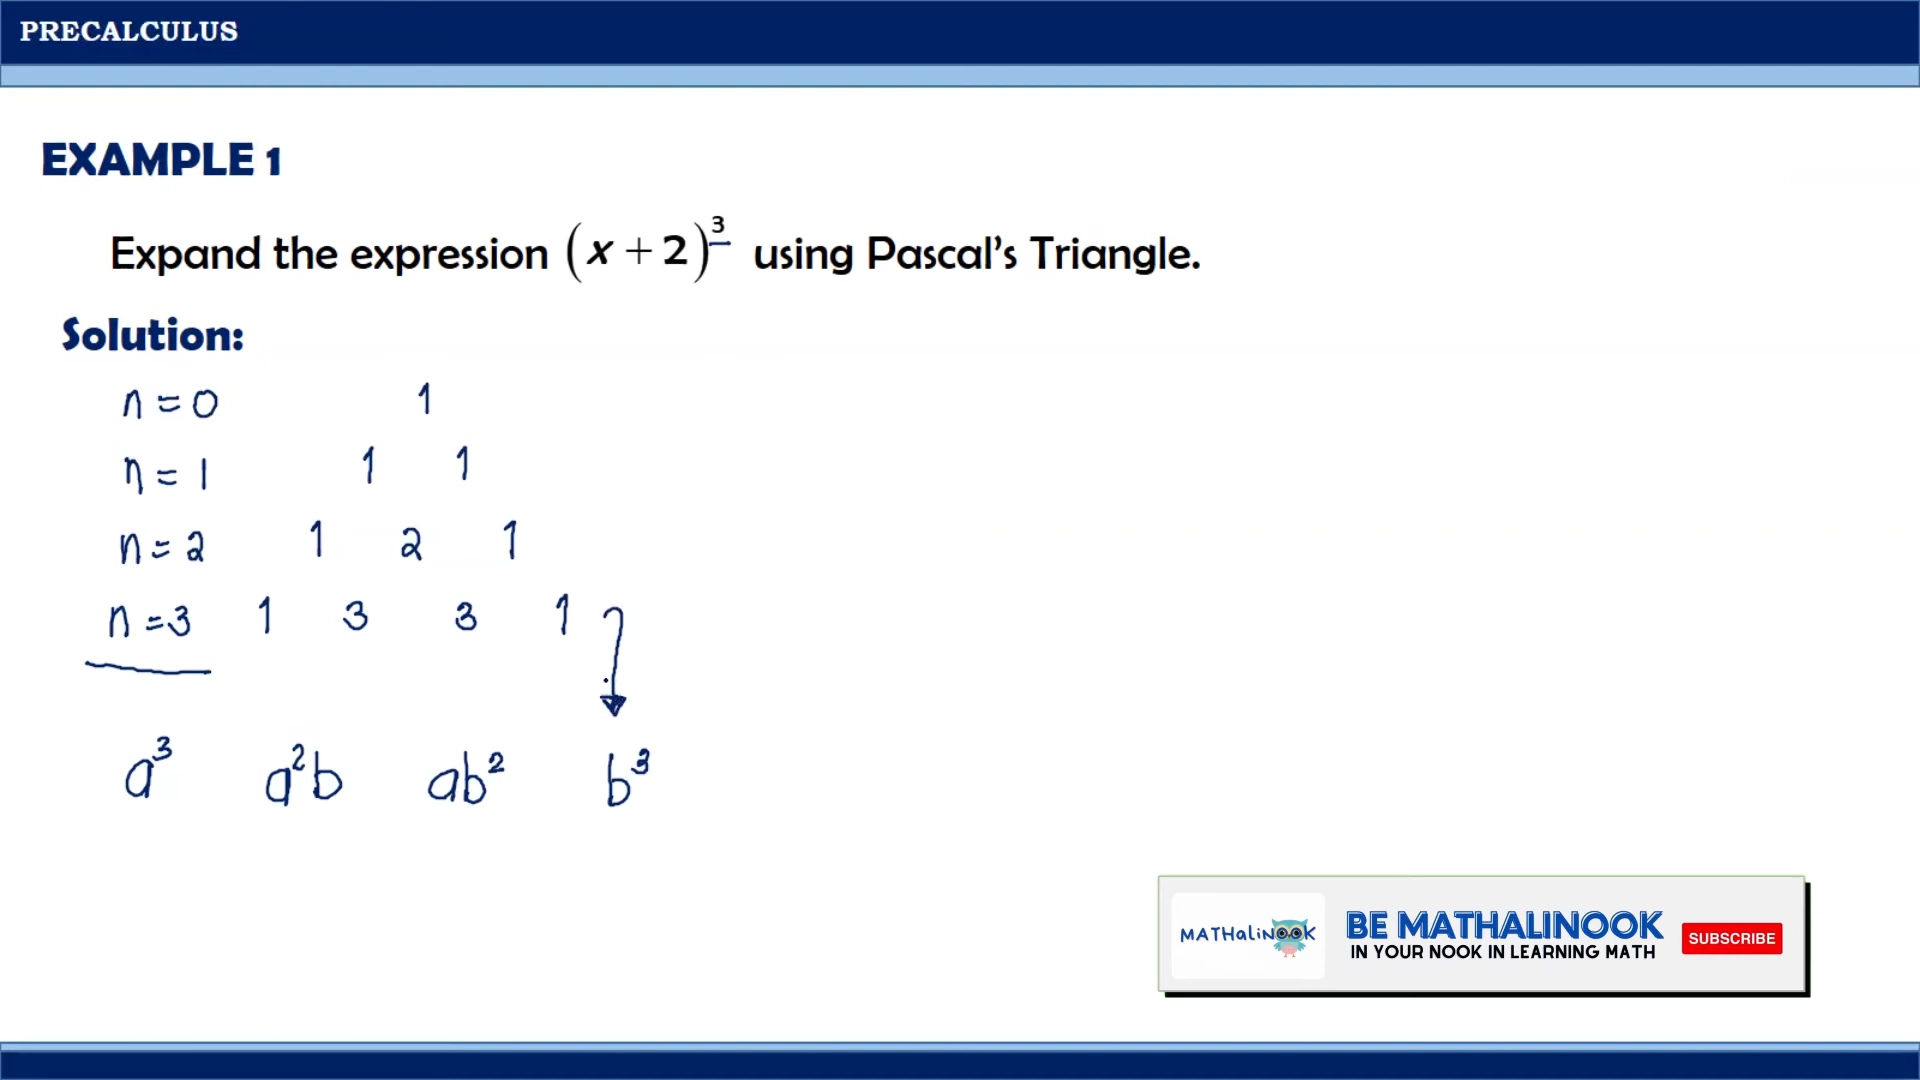 PRECALCULUS
EXAMPLE 1
Expand the expression (x + 2)³ using Pascal's Triangle.
Solution:
n = 0 1
n = 1 1 1
n = 2 1 2 1
n = 3 1 3 3 1
a³ a²b ab² b³
MATHaliNOOK
BE MATHALINOOK
IN YOUR NOOK IN LEARNING MATH
SUBSCRIBE